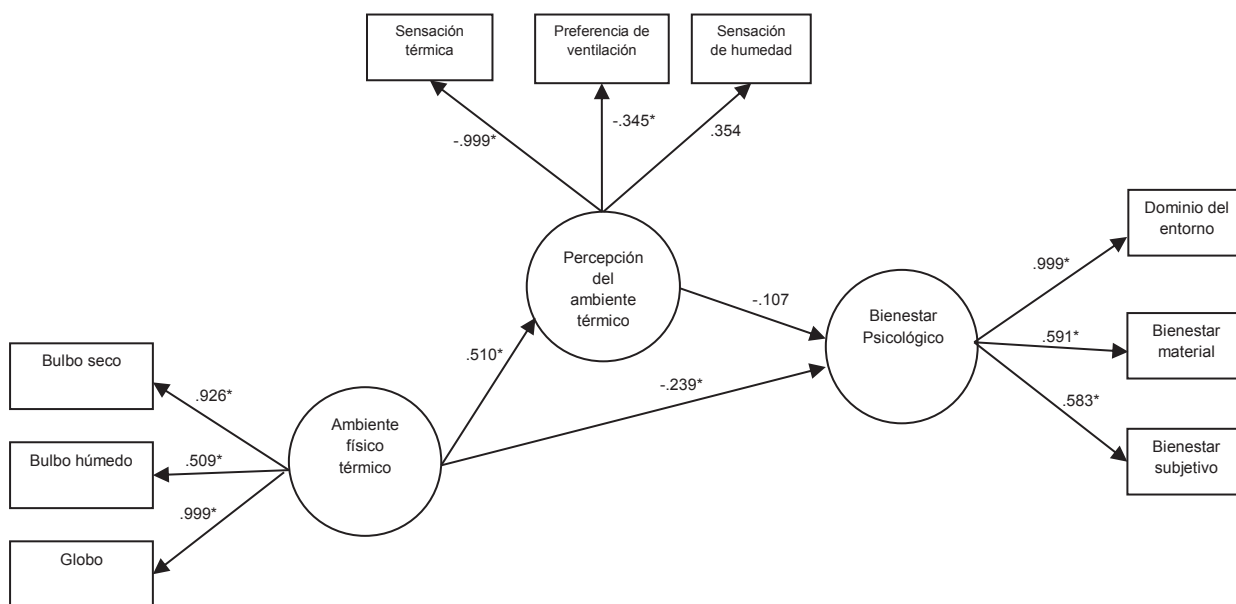 Sensación
térmica
Preferencia de
ventilación
Sensación
de humedad
-.999*
-.345*
.354
Percepción
del
ambiente
térmico
Dominio del
entorno
.999*
-.107
Bienestar
Psicológico
.591*
Bienestar
material
.583*
Bienestar
subjetivo
.510*
-.239*
Bulbo seco
.926*
Ambiente
físico
térmico
Bulbo húmedo
.509*
.999*
Globo